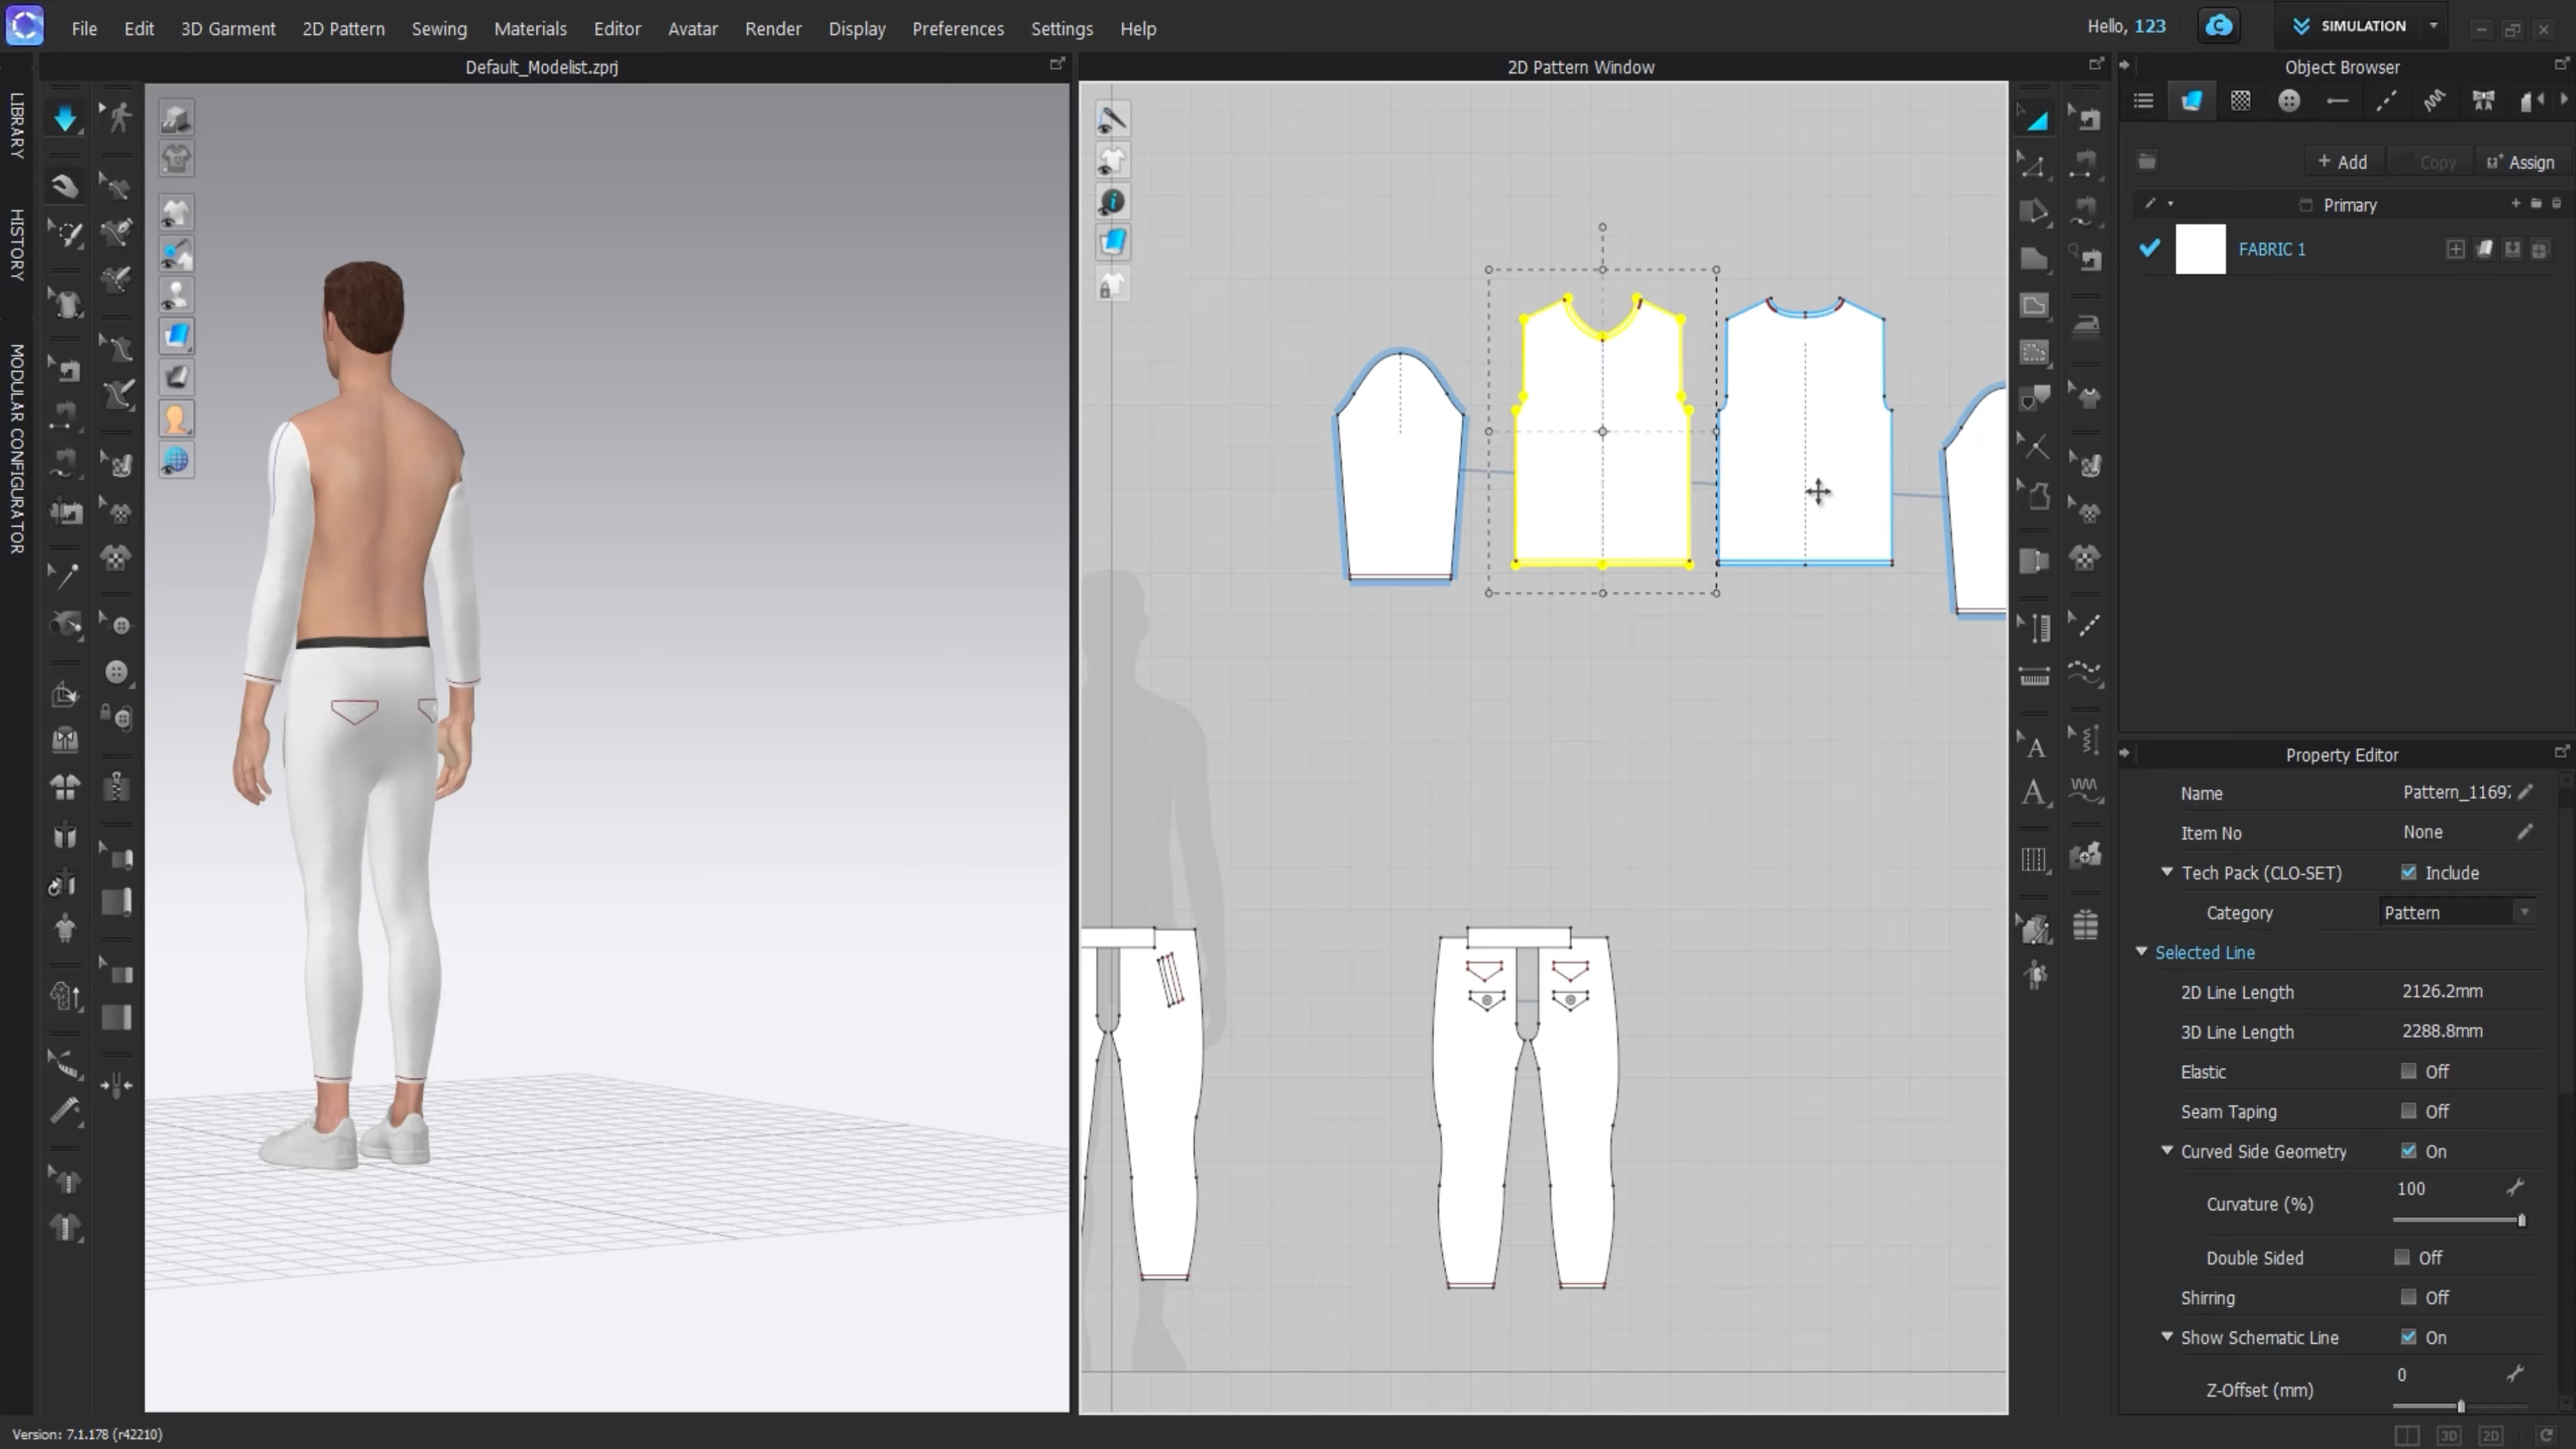 File Edit 3D Garment 2D Pattern Sewing Materials Editor Avatar Render Display Preferences Settings Help
Hello, 123
SIMULATION
Default_Modelist.zprj
2D Pattern Window
Object Browser
LIBRARY
HISTORY
MODULAR CONFIGURATOR
+ Add
Copy
Assign
Primary
FABRIC 1
Property Editor
Name Pattern_1169
Item No None
Tech Pack (CLO-SET) Include
Category Pattern
Selected Line
2D Line Length 2126.2mm
3D Line Length 2288.8mm
Elastic Off
Seam Taping Off
Curved Side Geometry On
Curvature (%) 100
Double Sided Off
Shirring Off
Show Schematic Line On
Z-Offset (mm) 0
Version: 7.1.178 (r42210)
3D 2D